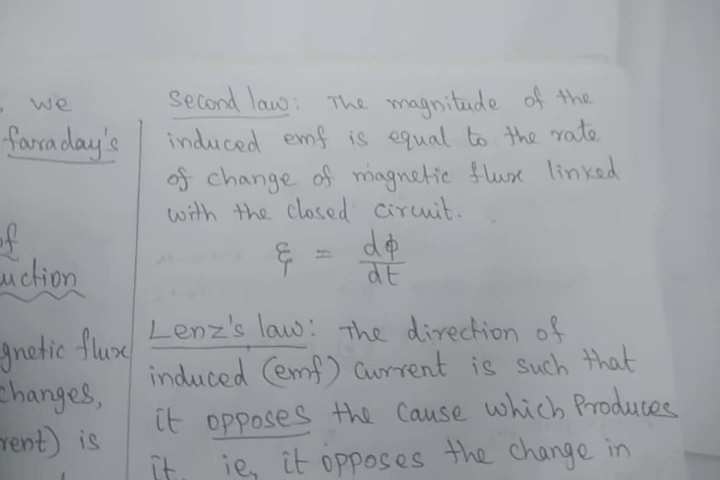 we
faraday's
of
uction
gnetic flux
changes,
rent) is
Second law: The magnitude of the
induced emf is equal to the rate
of change of magnetic flux linked
with the closed circuit.
ξ = dϕ/dt
Lenz's law: The direction of
induced (emf) current is such that
it opposes the cause which produces
it. ie, it opposes the change in